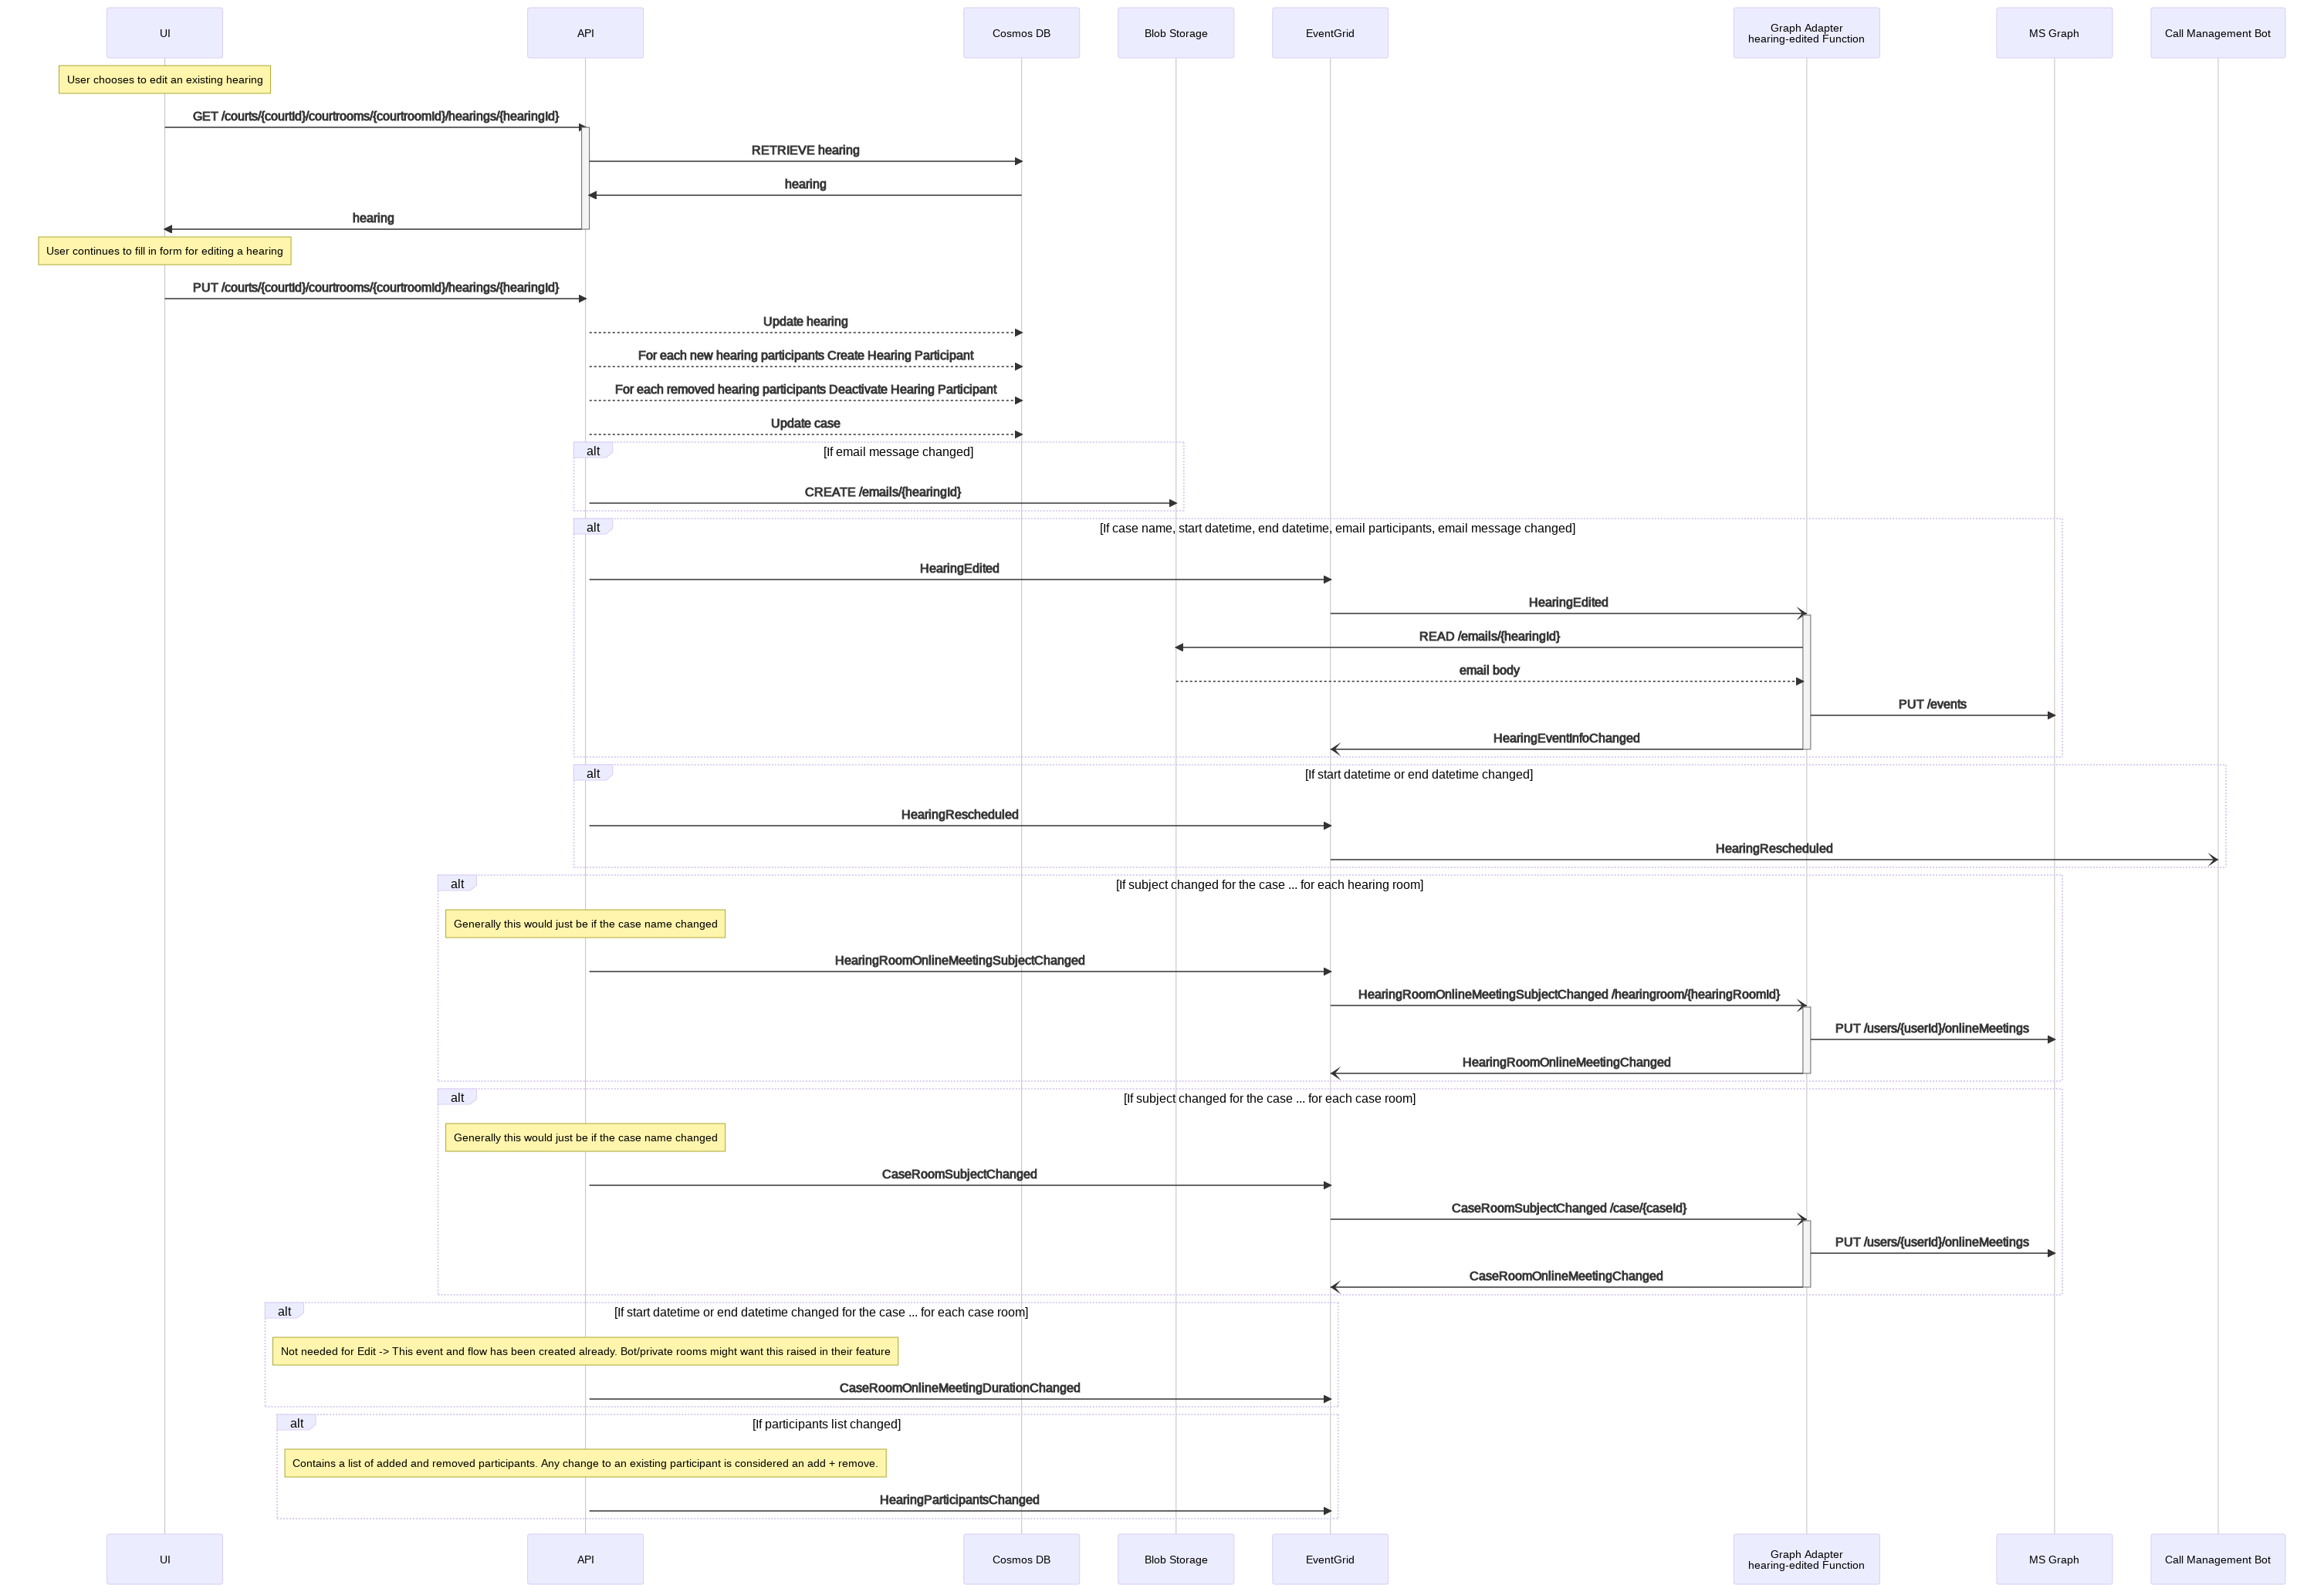 UI
API
Cosmos DB
Blob Storage
EventGrid
Graph Adapter
hearing-edited Function
MS Graph
Call Management Bot
User chooses to edit an existing hearing
GET /courts/{courtId}/courtrooms/{courtroomId}/hearings/{hearingId}
RETRIEVE hearing
hearing
hearing
User continues to fill in form for editing a hearing
PUT /courts/{courtId}/courtrooms/{courtroomId}/hearings/{hearingId}
Update hearing
For each new hearing participants Create Hearing Participant
For each removed hearing participants Deactivate Hearing Participant
Update case
alt
[If email message changed]
CREATE /emails/{hearingId}
alt
[If case name, start datetime, end datetime, email participants, email message changed]
HearingEdited
HearingEdited
READ /emails/{hearingId}
email body
PUT /events
HearingEventInfoChanged
alt
[If start datetime or end datetime changed]
HearingRescheduled
HearingRescheduled
alt
[If subject changed for the case ... for each hearing room]
Generally this would just be if the case name changed
HearingRoomOnlineMeetingSubjectChanged
HearingRoomOnlineMeetingSubjectChanged /hearingroom/{hearingRoomId}
PUT /users/{userId}/onlineMeetings
HearingRoomOnlineMeetingChanged
alt
[If subject changed for the case ... for each case room]
Generally this would just be if the case name changed
CaseRoomSubjectChanged
CaseRoomSubjectChanged /case/{caseId}
PUT /users/{userId}/onlineMeetings
CaseRoomOnlineMeetingChanged
alt
[If start datetime or end datetime changed for the case ... for each case room]
Not needed for Edit -> This event and flow has been created already. Bot/private rooms might want this raised in their feature
CaseRoomOnlineMeetingDurationChanged
alt
[If participants list changed]
Contains a list of added and removed participants. Any change to an existing participant is considered an add + remove.
HearingParticipantsChanged
UI
API
Cosmos DB
Blob Storage
EventGrid
Graph Adapter
hearing-edited Function
MS Graph
Call Management Bot